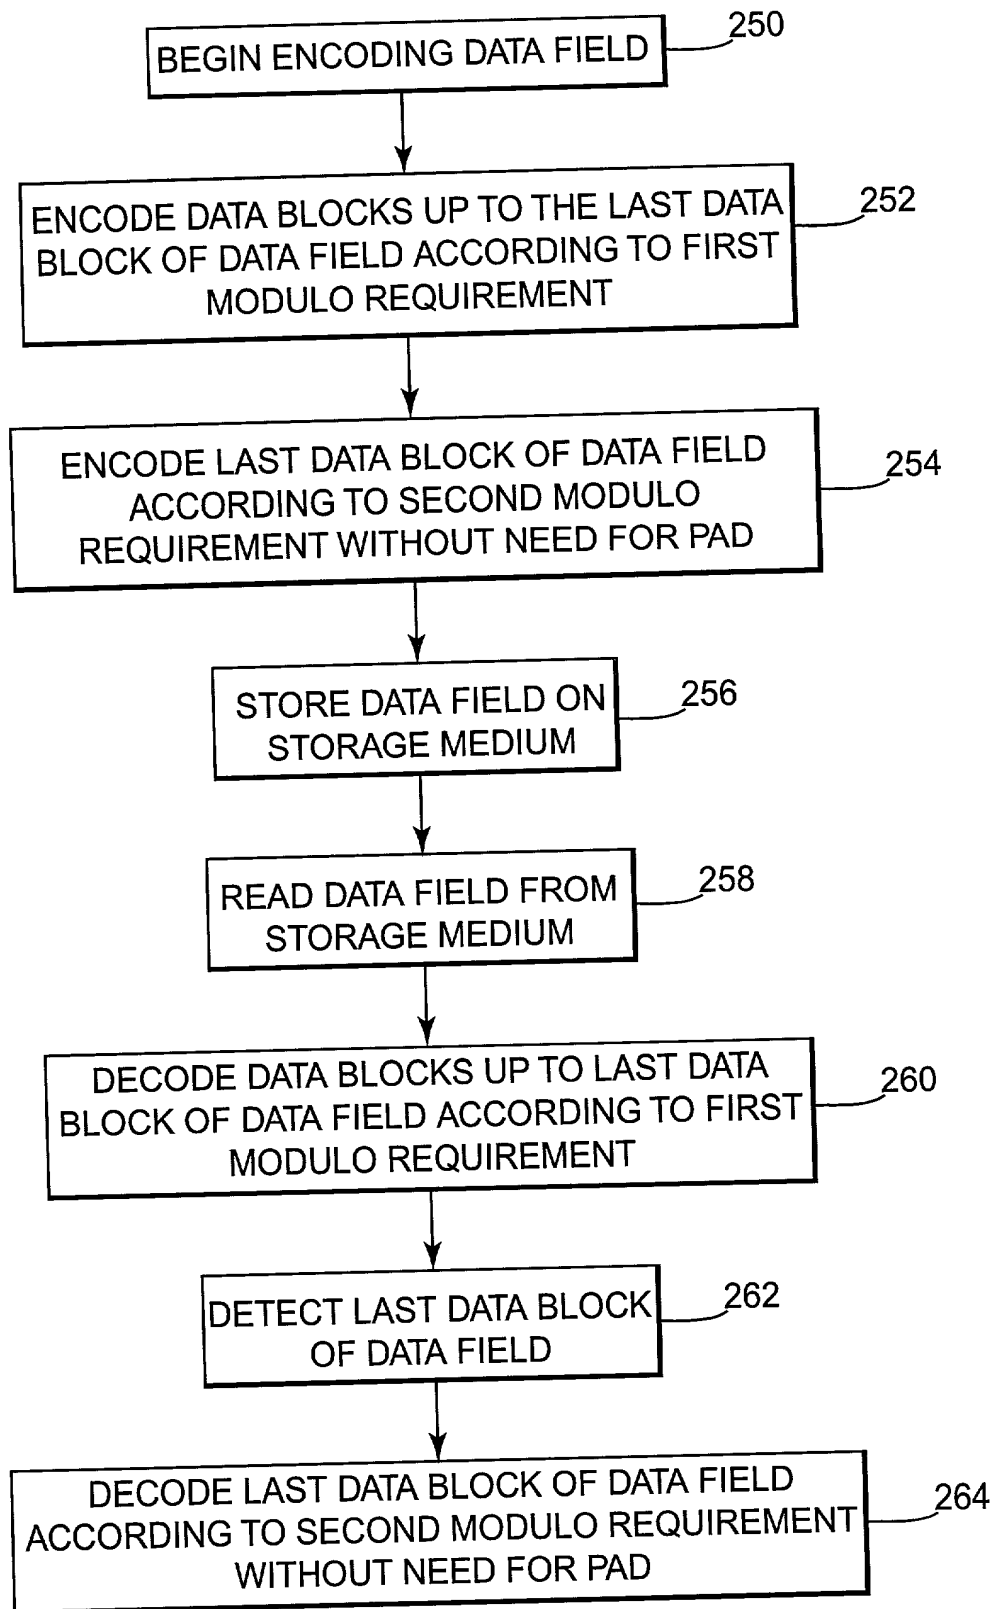 BEGIN ENCODING DATA FIELD
250
ENCODE DATA BLOCKS UP TO THE LAST DATA
BLOCK OF DATA FIELD ACCORDING TO FIRST
MODULO REQUIREMENT
252
ENCODE LAST DATA BLOCK OF DATA FIELD
ACCORDING TO SECOND MODULO
REQUIREMENT WITHOUT NEED FOR PAD
254
STORE DATA FIELD ON
STORAGE MEDIUM
256
READ DATA FIELD FROM
STORAGE MEDIUM
258
DECODE DATA BLOCKS UP TO LAST DATA
BLOCK OF DATA FIELD ACCORDING TO FIRST
MODULO REQUIREMENT
260
DETECT LAST DATA BLOCK
OF DATA FIELD
262
DECODE LAST DATA BLOCK OF DATA FIELD
ACCORDING TO SECOND MODULO REQUIREMENT
WITHOUT NEED FOR PAD
264